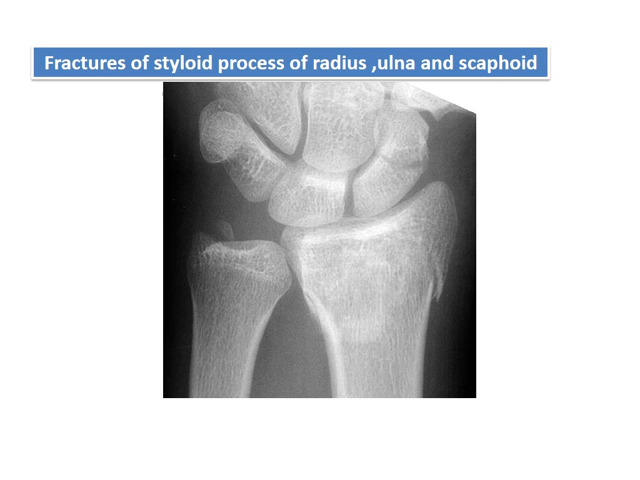 Fractures of styloid process of radius ,ulna and scaphoid